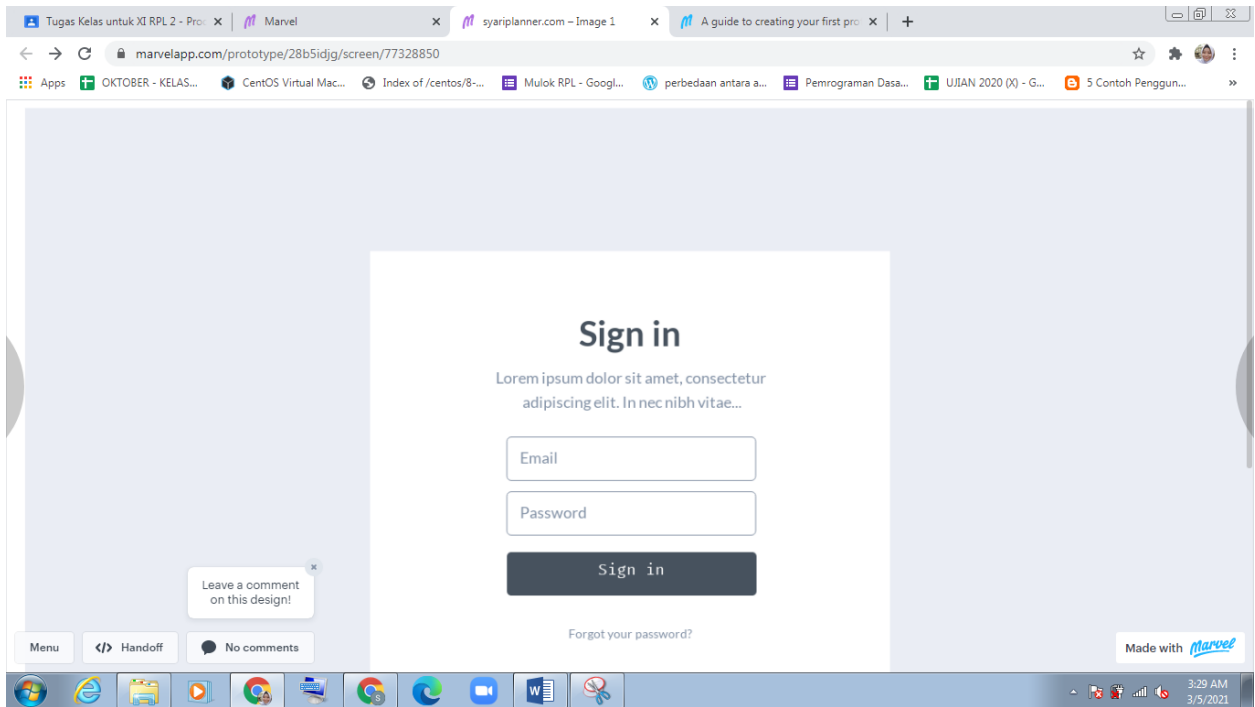 Tugas Kelas untuk XI RPL 2 - Pro
Marvel
syariplanner.com – Image 1
A guide to creating your first pro
marvelapp.com/prototype/28b5idjg/screen/77328850
Apps
OKTOBER - KELAS...
CentOS Virtual Mac...
Index of /centos/8-...
Mulok RPL - Googl...
perbedaan antara a...
Pemrograman Dasa...
UJIAN 2020 (X) - G...
5 Contoh Penggun...
Sign in
Lorem ipsum dolor sit amet, consectetur
adipiscing elit. In nec nibh vitae...
Email
Password
Sign in
Forgot your password?
Leave a comment
on this design!
Menu
</> Handoff
No comments
Made with Marvel
3:29 AM
3/5/2021